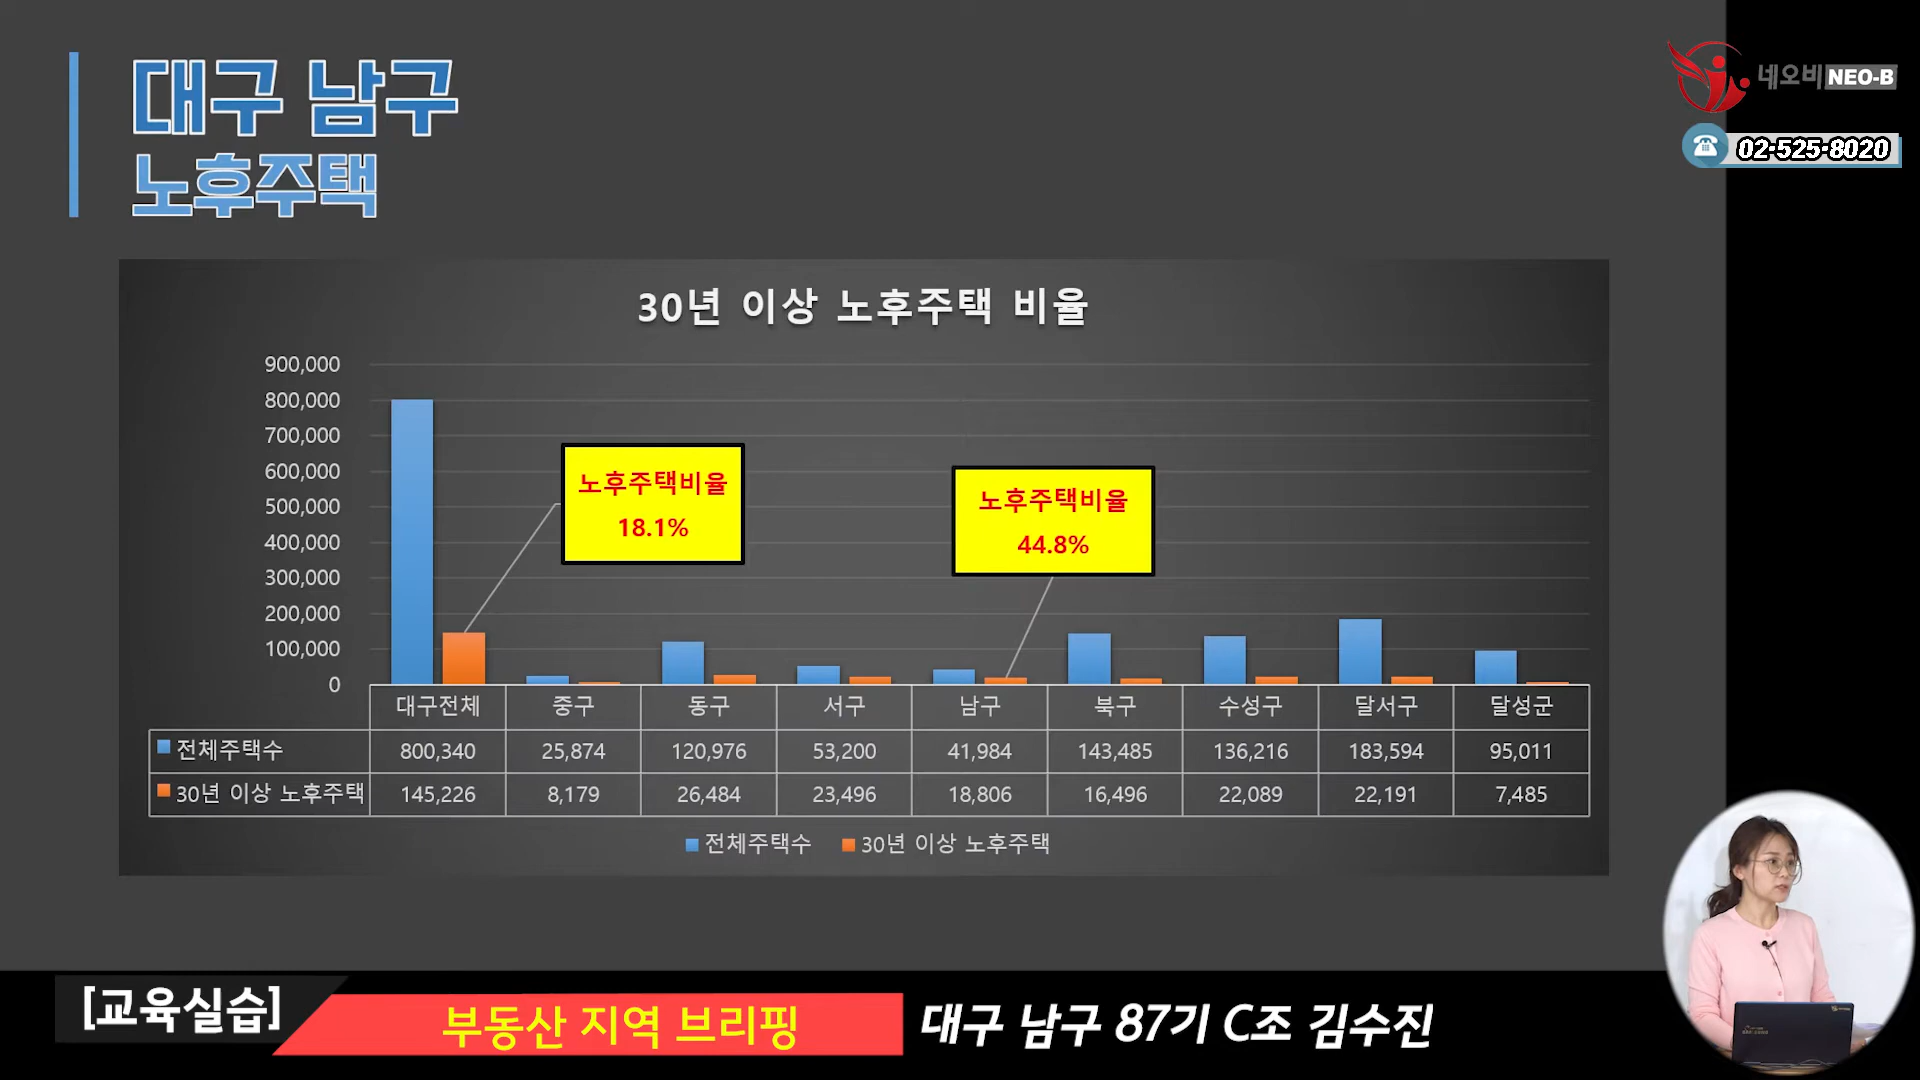 대구 남구
노후주택
네오비 NEO-B
02·525·8020
30년 이상 노후주택 비율
900,000
800,000
700,000
600,000
500,000
400,000
300,000
200,000
100,000
0
노후주택비율
18.1%
노후주택비율
44.8%
대구전체 중구 동구 서구 남구 북구 수성구 달서구 달성군
전체주택수 800,340 25,874 120,976 53,200 41,984 143,485 136,216 183,594 95,011
30년 이상 노후주택 145,226 8,179 26,484 23,496 18,806 16,496 22,089 22,191 7,485
전체주택수 30년 이상 노후주택
[교육실습]
부동산 지역 브리핑
대구 남구 87기 C조 김수진